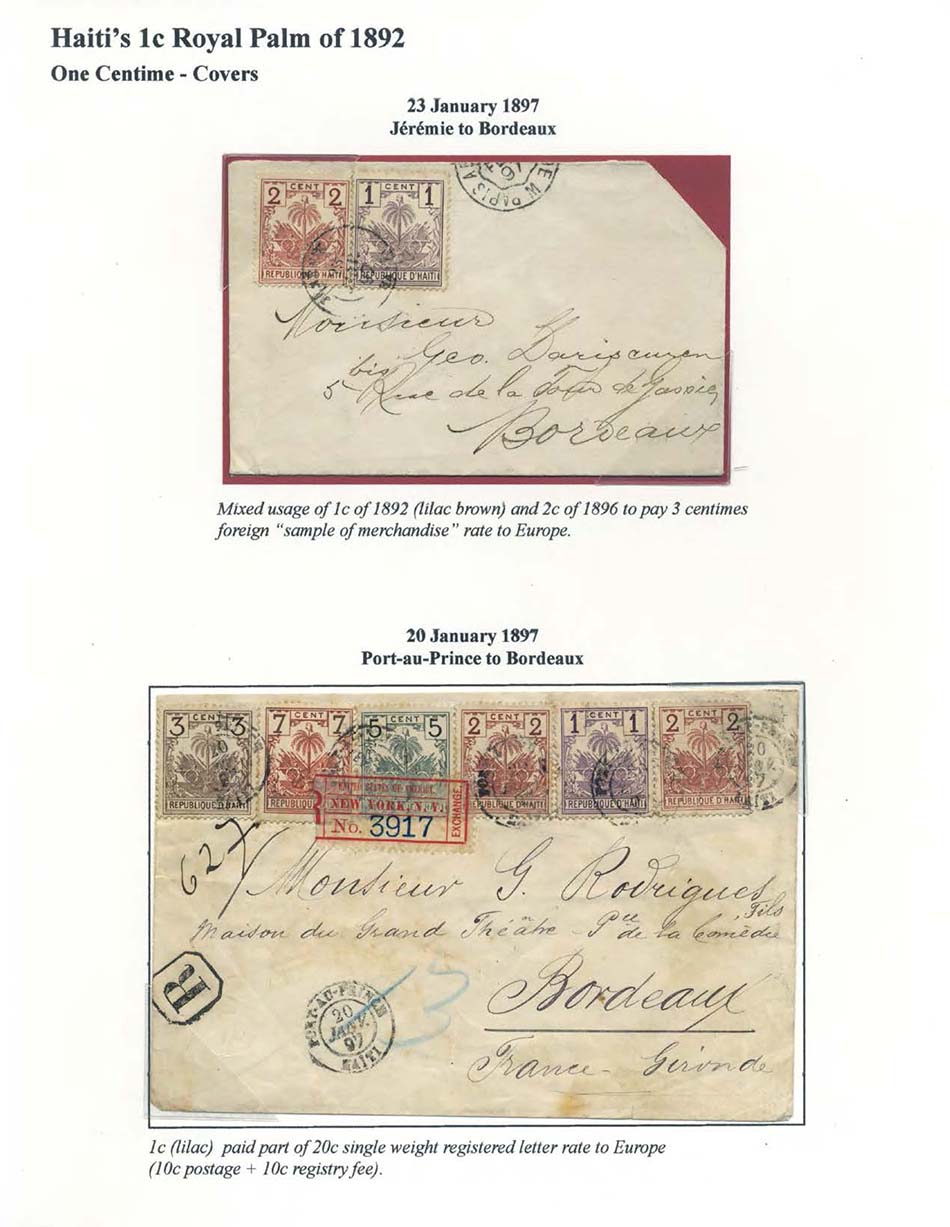 Haiti's 1c Royal Palm of 1892
One Centime - Covers
23 January 1897
Jérémie to Bordeaux
2 CENT 2
REPUBLIQUE D'HAITI
1 CENT 1
REPUBLIQUE D'HAITI
PARIS
Monsieur
Geo.
bis
5 Rue de la Tour de Gassies
Bordeaux
Mixed usage of 1c of 1892 (lilac brown) and 2c of 1896 to pay 3 centimes
foreign "sample of merchandise" rate to Europe.
20 January 1897
Port-au-Prince to Bordeaux
3 CENT 3
REPUBLIQUE D'HAITI
7 CENT 7
REPUBLIQUE
5 CENT 5
2 CENT 2
REPUBLIQUE D'HAITI
1 CENT 1
REPUBLIQUE D'HAITI
2 CENT 2
REPUBLIQUE D'HAITI
NEW YORK, N.Y.
No. 3917
EXCHANGE
627
Monsieur G. Rodrigues
Fils
Maison du Grand Théâtre - Pce de la Comédie
R
PORT-AU-PRINCE
20
JANV.
97
HAITI
Bordeaux
France - Gironde
1c (lilac) paid part of 20c single weight registered letter rate to Europe
(10c postage + 10c registry fee).